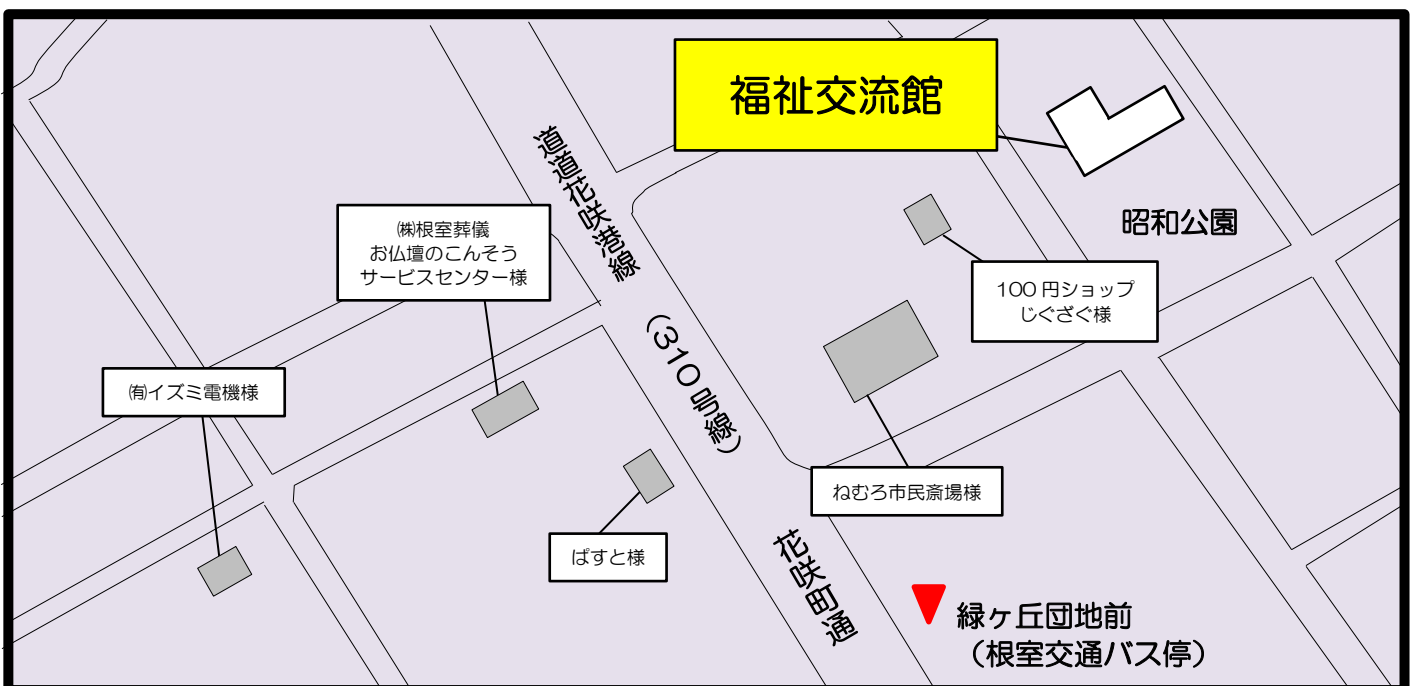 福祉交流館
道道花咲港線 (310号線)
㈱根室葬儀
お仏壇のこんそう
サービスセンター様
昭和公園
100円ショップ
じぐざぐ様
㈲イズミ電機様
ねむろ市民斎場様
ぱすと様
花咲町通
緑ヶ丘団地前
(根室交通バス停)